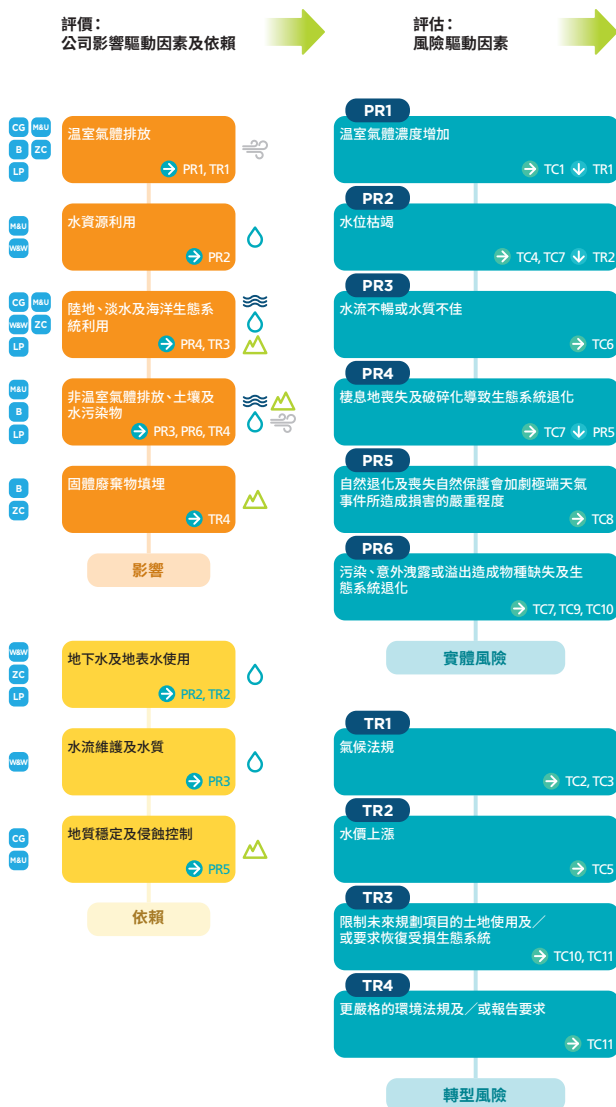 評價：
公司影響驅動因素及依賴
CG M&U
B ZC
LP
温室氣體排放
PR1, TR1
M&U
W&W
水資源利用
PR2
CG M&U
W&W ZC
LP
陸地、淡水及海洋生態系
統利用
PR4, TR3
M&U
B
LP
非温室氣體排放、土壤及
水污染物
PR3, PR6, TR4
B
ZC
固體廢棄物填埋
TR4
影響
W&W
ZC
LP
地下水及地表水使用
PR2, TR2
W&W
水流維護及水質
PR3
CG
M&U
地質穩定及侵蝕控制
PR5
依賴
評估：
風險驅動因素
PR1
温室氣體濃度增加
TC1 TR1
PR2
水位枯竭
TC4, TC7 TR2
PR3
水流不暢或水質不佳
TC6
PR4
棲息地喪失及破碎化導致生態系統退化
TC7 PR5
PR5
自然退化及喪失自然保護會加劇極端天氣
事件所造成損害的嚴重程度
TC8
PR6
污染、意外洩露或溢出造成物種缺失及生
態系統退化
TC7, TC9, TC10
實體風險
TR1
氣候法規
TC2, TC3
TR2
水價上漲
TC5
TR3
限制未來規劃項目的土地使用及／
或要求恢復受損生態系統
TC10, TC11
TR4
更嚴格的環境法規及／或報告要求
TC11
轉型風險